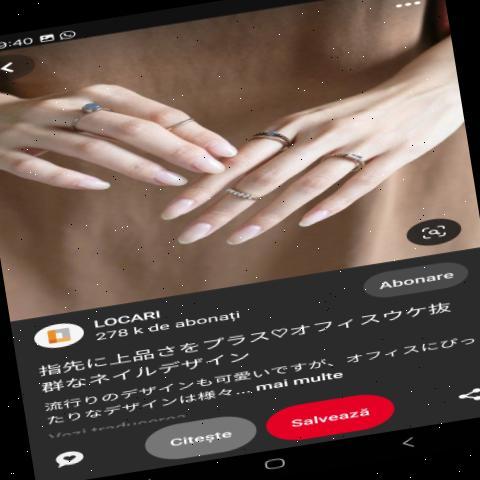 9:40
LOCARI
278 k de abonați
Abonare
指先に上品さをプラス♡オフィスウケ抜
群なネイルデザイン
流行りのデザインも可愛いですが、オフィスにぴっ
たりなデザインは様々... mai multe
Vezi traducerea
Citește
Salvează